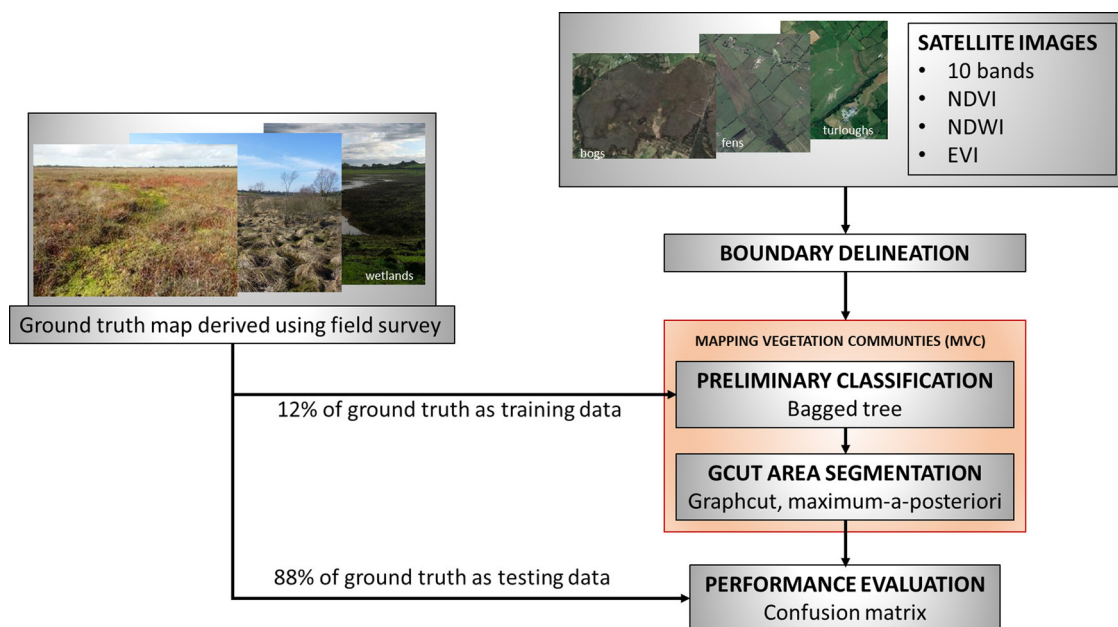 bogs
fens
turloughs
SATELLITE IMAGES
• 10 bands
• NDVI
• NDWI
• EVI
wetlands
Ground truth map derived using field survey
BOUNDARY DELINEATION
MAPPING VEGETATION COMMUNTIES (MVC)
PRELIMINARY CLASSIFICATION
Bagged tree
12% of ground truth as training data
GCUT AREA SEGMENTATION
Graphcut, maximum-a-posteriori
88% of ground truth as testing data
PERFORMANCE EVALUATION
Confusion matrix